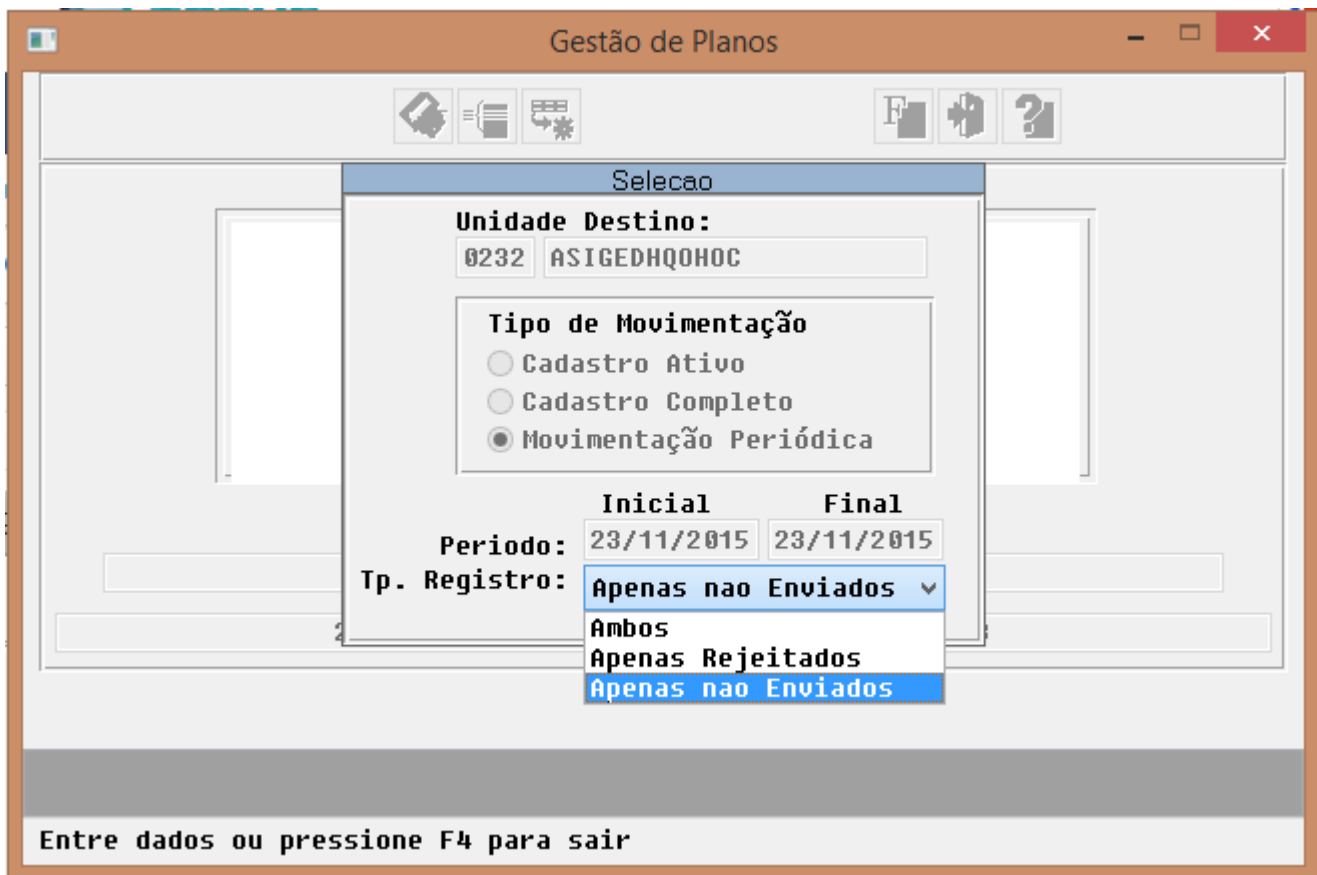 Gestão de Planos
Selecao
Unidade Destino:
0232 ASIGEDHQOHOC
Tipo de Movimentação
Cadastro Ativo
Cadastro Completo
Movimentação Periódica
Inicial Final
Periodo: 23/11/2015 23/11/2015
Tp. Registro: Apenas nao Enviados
Ambos
Apenas Rejeitados
Apenas nao Enviados
Entre dados ou pressione F4 para sair